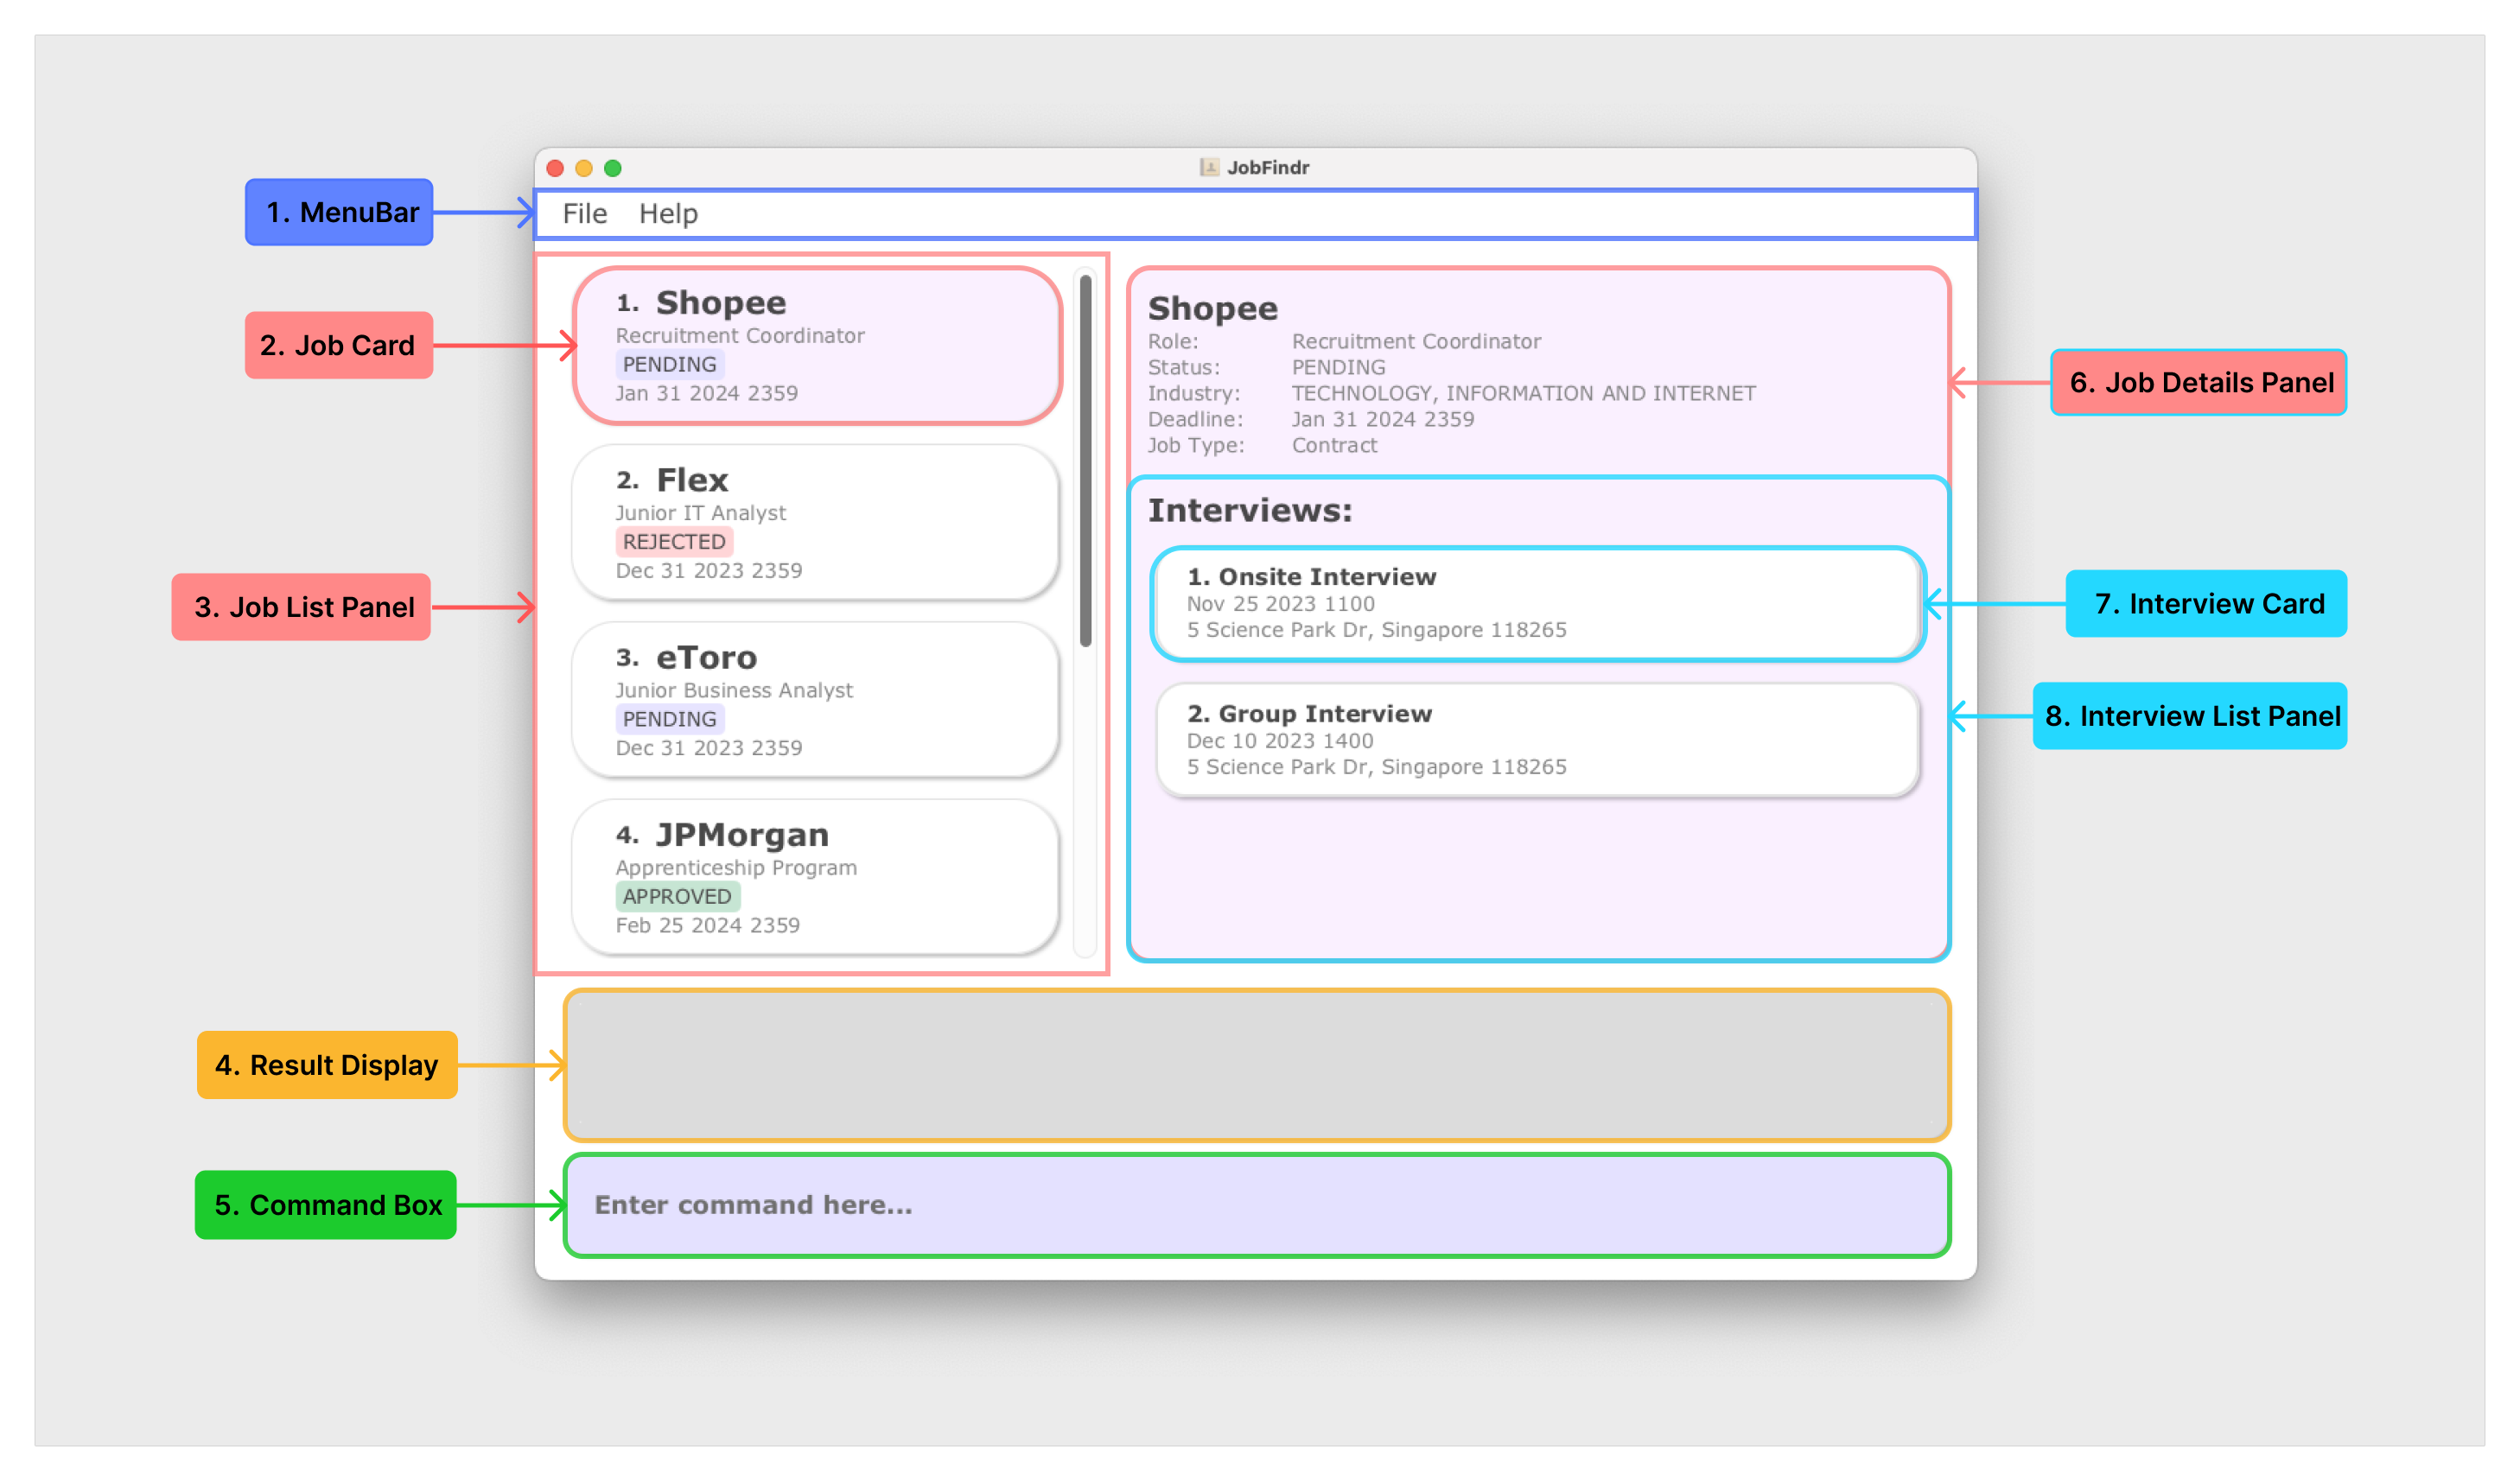 JobFindr
1. MenuBar
File Help
2. Job Card
1. Shopee
Recruitment Coordinator
PENDING
Jan 31 2024 2359
3. Job List Panel
2. Flex
Junior IT Analyst
REJECTED
Dec 31 2023 2359
3. eToro
Junior Business Analyst
PENDING
Dec 31 2023 2359
4. JPMorgan
Apprenticeship Program
APPROVED
Feb 25 2024 2359
Shopee
Role: Recruitment Coordinator
Status: PENDING
Industry: TECHNOLOGY, INFORMATION AND INTERNET
Deadline: Jan 31 2024 2359
Job Type: Contract
6. Job Details Panel
Interviews:
1. Onsite Interview
Nov 25 2023 1100
5 Science Park Dr, Singapore 118265
7. Interview Card
2. Group Interview
Dec 10 2023 1400
5 Science Park Dr, Singapore 118265
8. Interview List Panel
4. Result Display
5. Command Box
Enter command here...